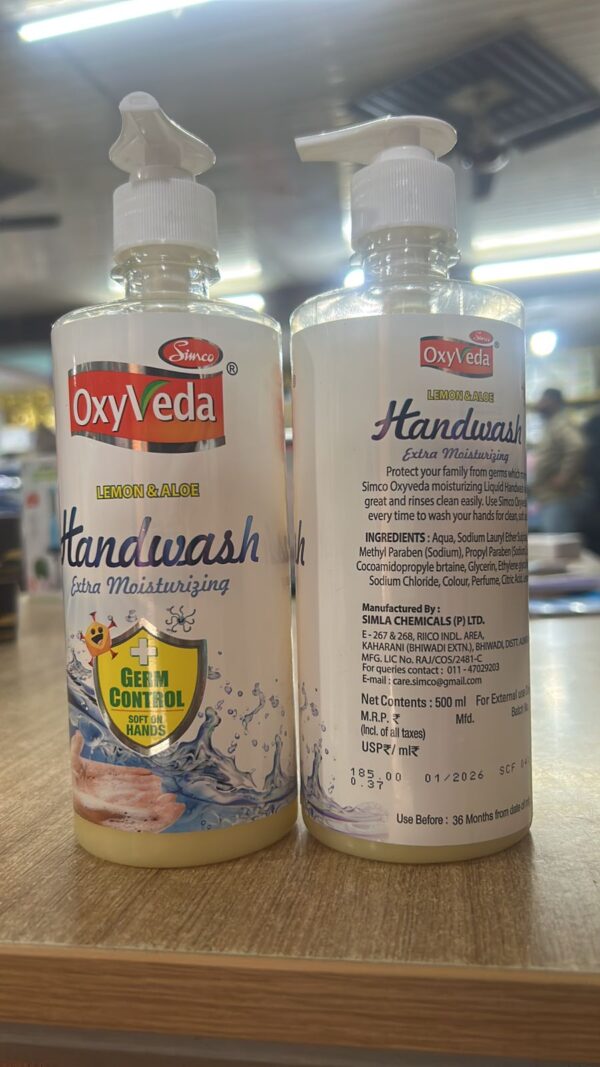 Simco
®
OxyVeda
LEMON & ALOE
Handwash
Extra Moisturizing
GERM
CONTROL
SOFT ON
HANDS
h
Simco
OxyVeda
LEMON & ALOE
Handwash
Extra Moisturizing
Protect your family from germs which
Simco Oxyveda moisturizing Liquid
great and rinses clean easily. Use Simco
every time to wash your hands for clean,
INGREDIENTS : Aqua, Sodium Lauryl Ether
Methyl Paraben (Sodium), Propyl Paraben
Cocoamidopropyle brtaine, Glycerin,
Sodium Chloride, Colour, Perfume, Citric
Manufactured By :
SIMLA CHEMICALS (P) LTD.
E - 267 & 268, RIICO INDL. AREA,
KAHARANI (BHIWADI EXTN.), BHIWADI, DISTT.
MFG. LIC No. RAJ/COS/2481-C
For queries contact : 011 - 47029203
E-mail : care.simco@gmail.com
Net Contents : 500 ml For External
M.R.P. ₹ Mfd. Batch
(Incl. of all taxes)
USP₹/ ml₹
185.00 01/2026 SCF
0.37
Use Before : 36 Months from date